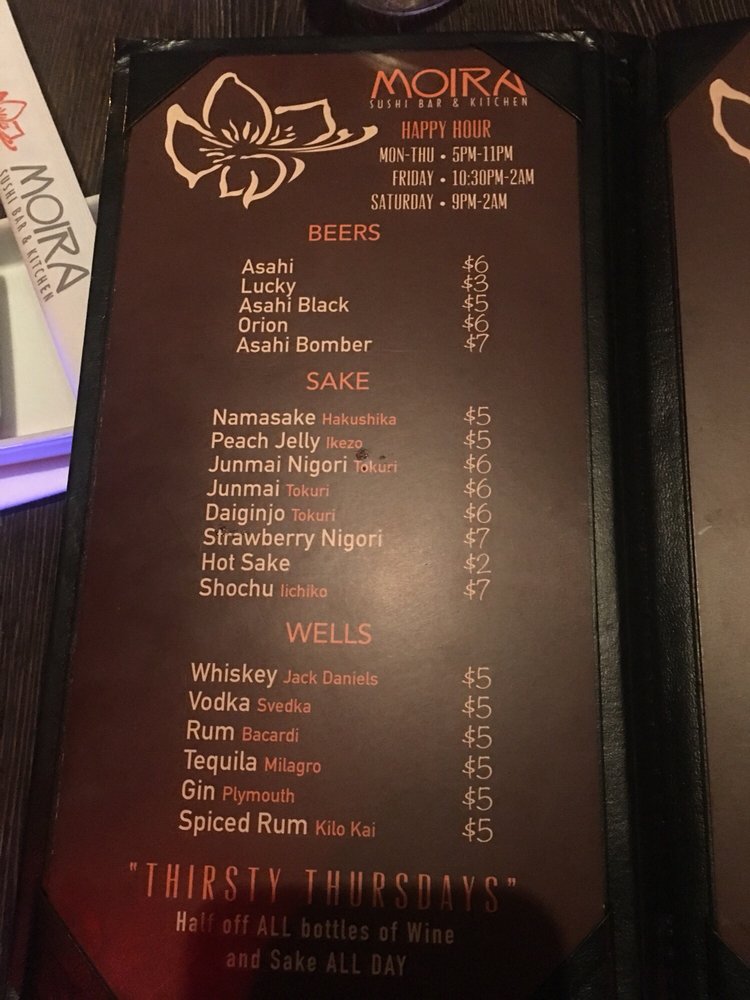 MOIRA
SUSHI BAR & KITCHEN
HAPPY HOUR
MON-THU • 5PM-11PM
FRIDAY • 10:30PM-2AM
SATURDAY • 9PM-2AM
BEERS
Asahi $6
Lucky $3
Asahi Black $5
Orion $6
Asahi Bomber $7
SAKE
Namasake Hakushika $5
Peach Jelly Ikezo $5
Junmai Nigori Tokuri $6
Junmai Tokuri $6
Daiginjo Tokuri $6
Strawberry Nigori $7
Hot Sake $2
Shochu Iichiko $7
WELLS
Whiskey Jack Daniels $5
Vodka Svedka $5
Rum Bacardi $5
Tequila Milagro $5
Gin Plymouth $5
Spiced Rum Kilo Kai $5
"THIRSTY THURSDAYS"
Half off ALL bottles of Wine
and Sake ALL DAY
MOIRA
SUSHI BAR & KITCHEN